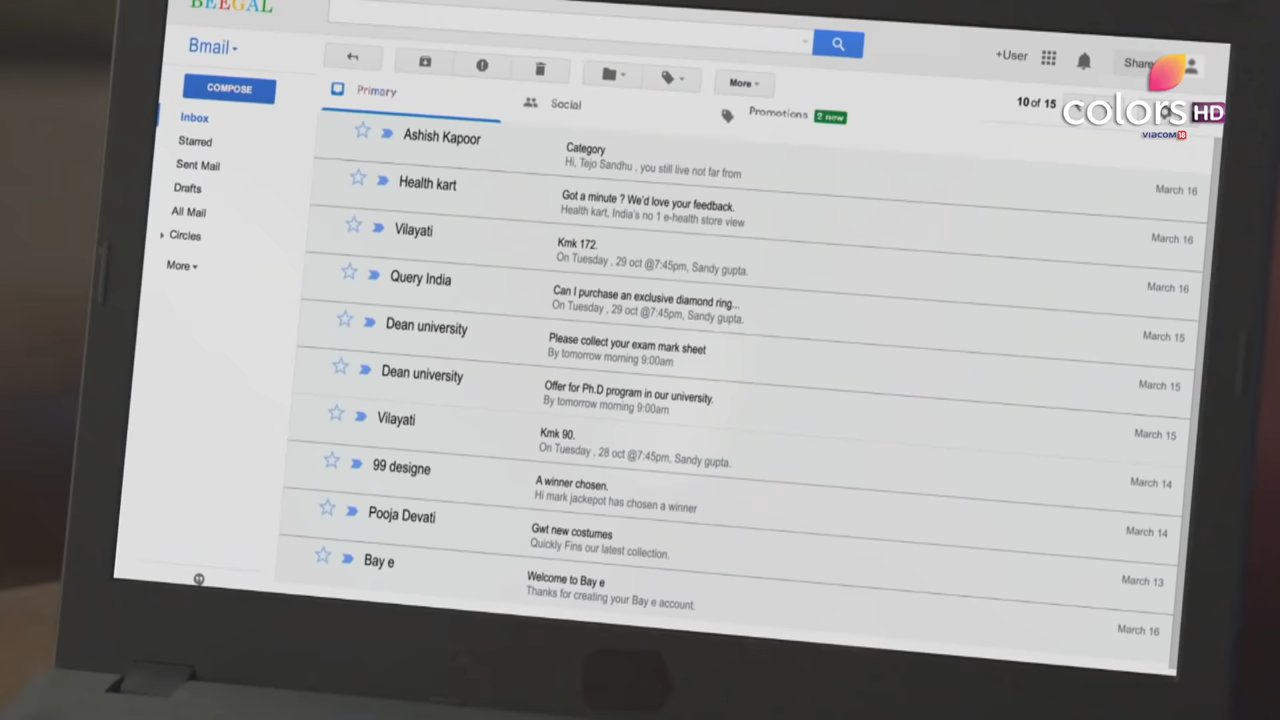 BEEGAL
Bmail
+User
Share
colors HD
VIACOM18
COMPOSE
More
10 of 15
Primary
Social
Promotions 2 new
Inbox
Starred
Sent Mail
Drafts
All Mail
Circles
More
Ashish Kapoor
Category
Hi, Tejo Sandhu , you still live not far from
March 16
Health kart
Got a minute ? We'd love your feedback.
Health kart, India's no 1 e-health store view
March 16
Vilayati
Kmk 172.
On Tuesday , 29 oct @7:45pm, Sandy gupta.
March 16
Query India
Can I purchase an exclusive diamond ring...
On Tuesday , 29 oct @7:45pm, Sandy gupta.
March 15
Dean university
Please collect your exam mark sheet
By tomorrow morning 9:00am
March 15
Dean university
Offer for Ph.D program in our university.
By tomorrow morning 9:00am
March 15
Vilayati
Kmk 90.
On Tuesday , 28 oct @7:45pm, Sandy gupta.
March 14
99 designe
A winner chosen.
Hi mark jackepot has chosen a winner
March 14
Pooja Devati
Gwt new costumes
Quickly Fins our latest collection.
March 13
Bay e
Welcome to Bay e
Thanks for creating your Bay e account.
March 16